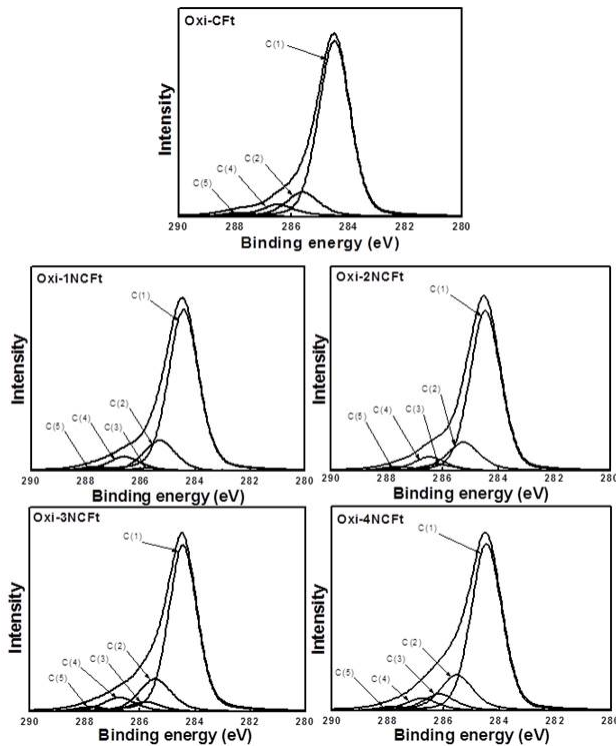 Oxi-CFt
C(1)
C(2)
C(4)
C(5)
Intensity
290 288 286 284 282 280
Binding energy (eV)
Oxi-1NCFt
C(1)
C(2)
C(3)
C(4)
C(5)
Intensity
290 288 286 284 282 280
Binding energy (eV)
Oxi-2NCFt
C(1)
C(2)
C(3)
C(4)
C(5)
Intensity
290 288 286 284 282 280
Binding energy (eV)
Oxi-3NCFt
C(1)
C(2)
C(3)
C(4)
C(5)
Intensity
290 288 286 284 282 280
Binding energy (eV)
Oxi-4NCFt
C(1)
C(2)
C(3)
C(4)
C(5)
Intensity
290 288 286 284 282 280
Binding energy (eV)